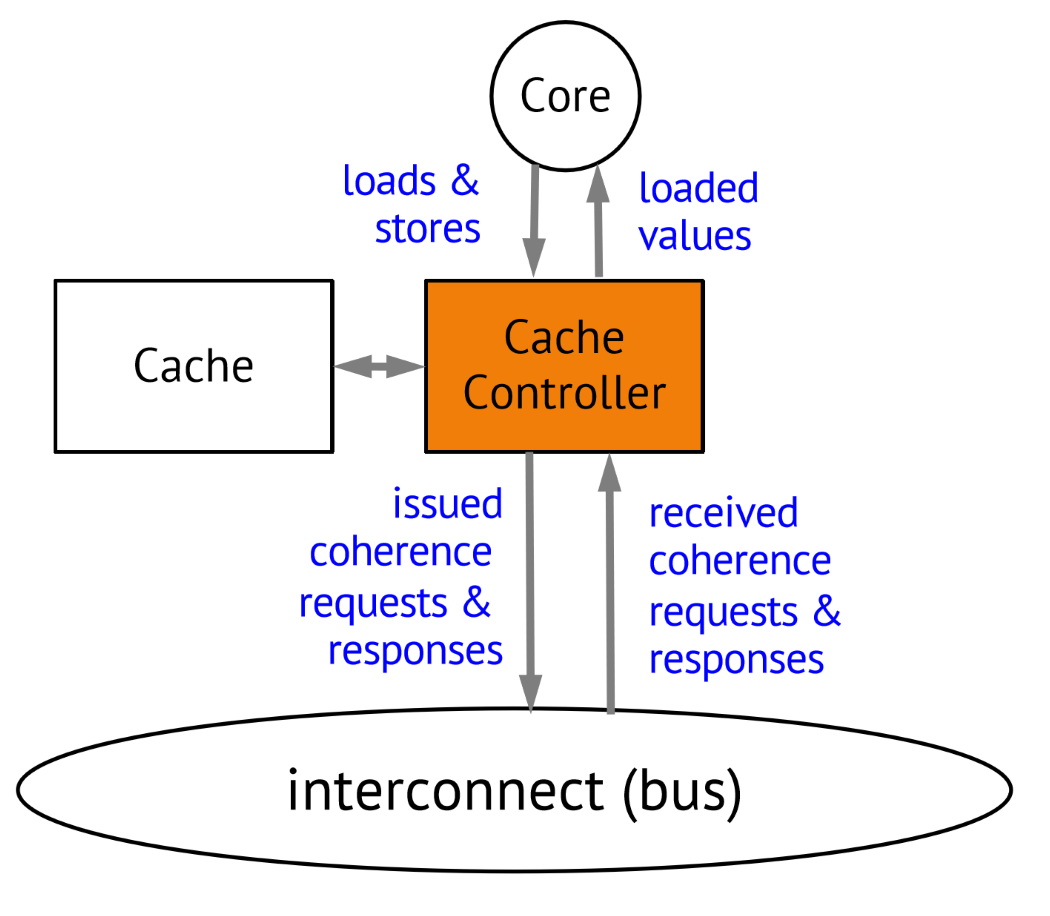 Core
loads &
stores
loaded
values
Cache
Cache
Controller
issued
coherence
requests &
responses
received
coherence
requests &
responses
interconnect (bus)